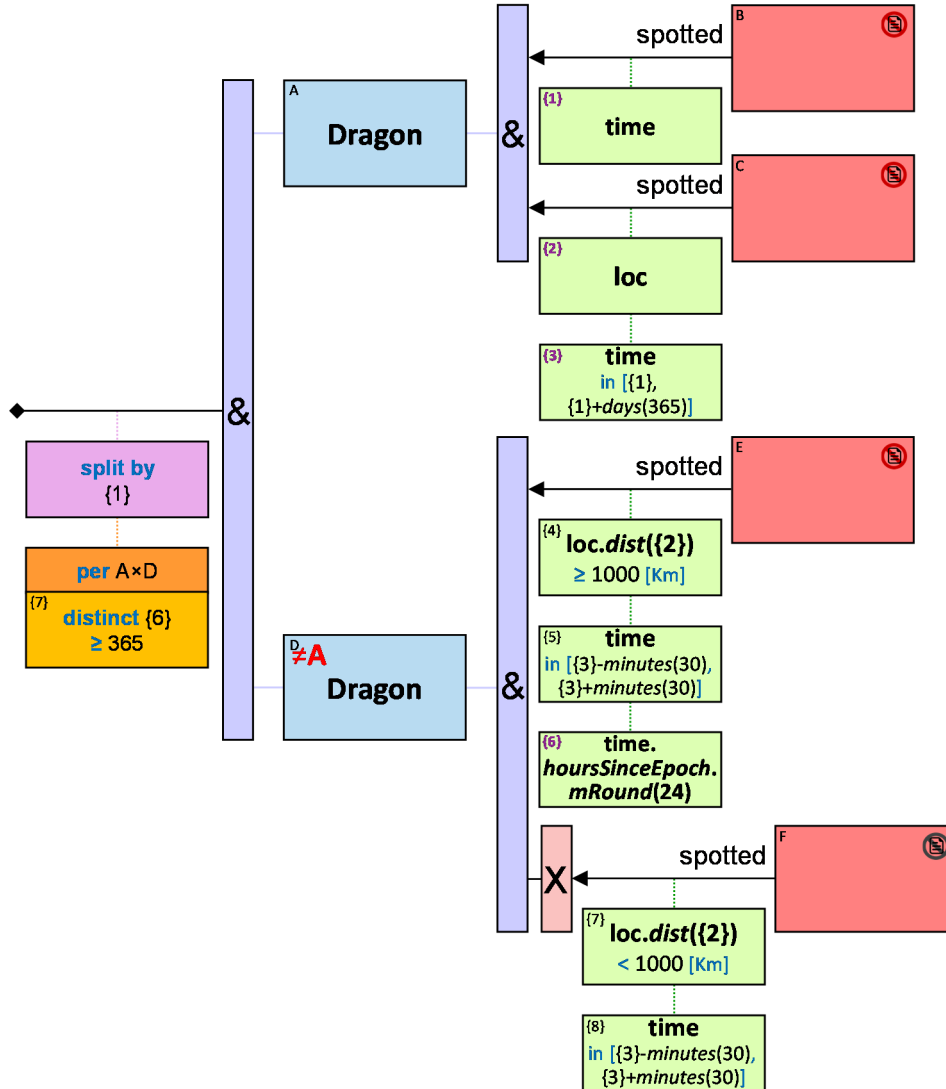 B
spotted
A
Dragon
&
{1}
time
C
spotted
{2}
loc
{3}
time
in [{1},
{1}+days(365)]
&
split by
{1}
per A×D
{7}
distinct {6}
≥ 365
E
spotted
{4}
loc.dist({2})
≥ 1000 [Km]
{5}
time
in [{3}-minutes(30),
{3}+minutes(30)]
D
≠A
Dragon
&
{6}
time.
hoursSinceEpoch.
mRound(24)
F
spotted
X
{7}
loc.dist({2})
< 1000 [Km]
{8}
time
in [{3}-minutes(30),
{3}+minutes(30)]